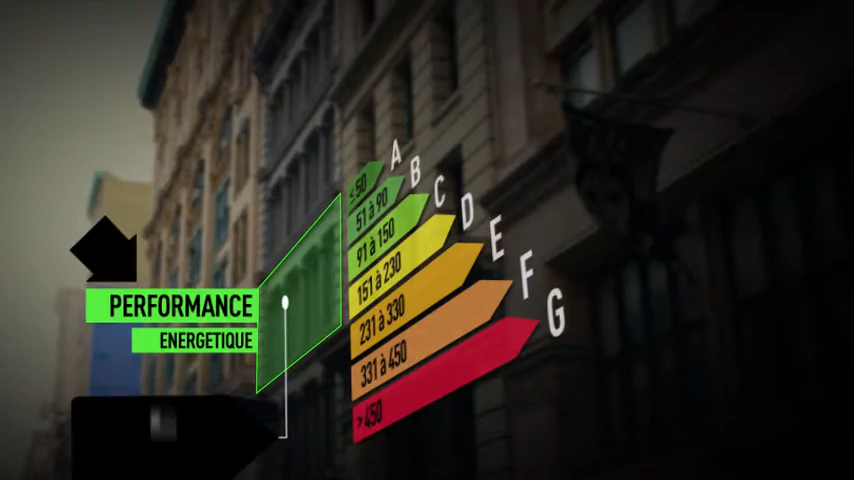 PERFORMANCE
ENERGETIQUE
≤50 A
51 à 90 B
91 à 150 C
151 à 230 D
231 à 330 E
331 à 450 F
> 450 G